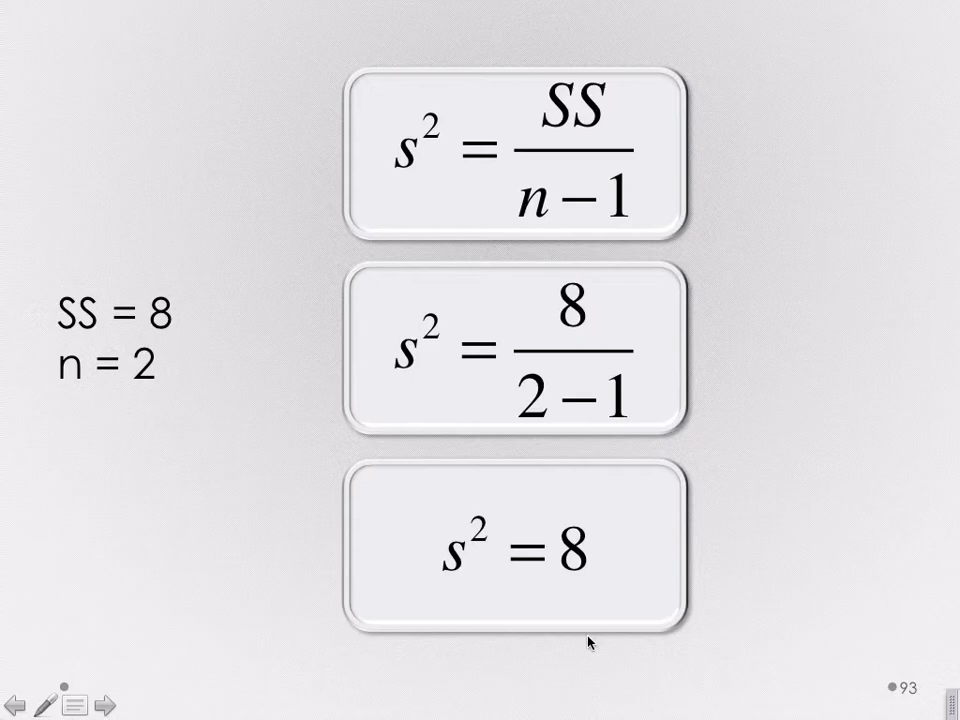 s² = SS / n − 1
SS = 8
n = 2
s² = 8 / 2 − 1
s² = 8
93